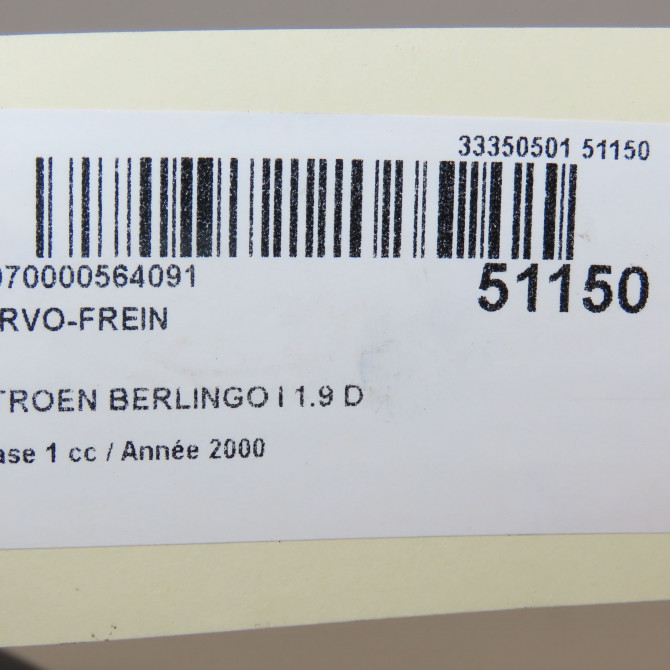 33350501 51150
070000564091
51150
RVO-FREIN
TROEN BERLINGO I 1.9 D
ase 1 cc / Année 2000